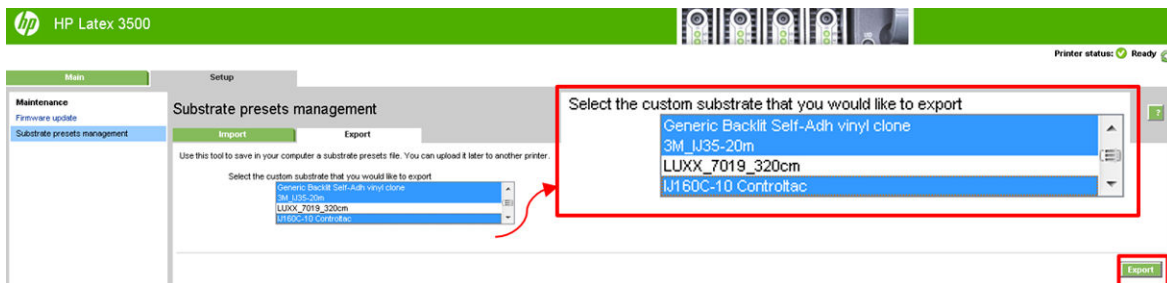 hp HP Latex 3500
Printer status: Ready
Main Setup
Maintenance
Firmware update
Substrate presets management
Substrate presets management
Import Export
Use this tool to save in your computer a substrate presets file. You can upload it later to another printer.
Select the custom substrate that you would like to export
Generic Backlit Self-Adh vinyl clone
3M_IJ35-20m
LUXX_7019_320cm
IJ160C-10 Controltac
Select the custom substrate that you would like to export
Generic Backlit Self-Adh vinyl clone
3M_IJ35-20m
LUXX_7019_320cm
IJ160C-10 Controltac
?
Export